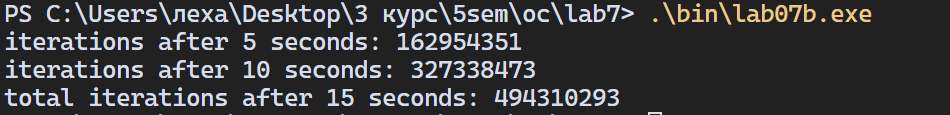 PS C:\Users\леха\Desktop\3 курс\5sem\ос\lab7> .\bin\lab07b.exe
iterations after 5 seconds: 162954351
iterations after 10 seconds: 327338473
total iterations after 15 seconds: 494310293